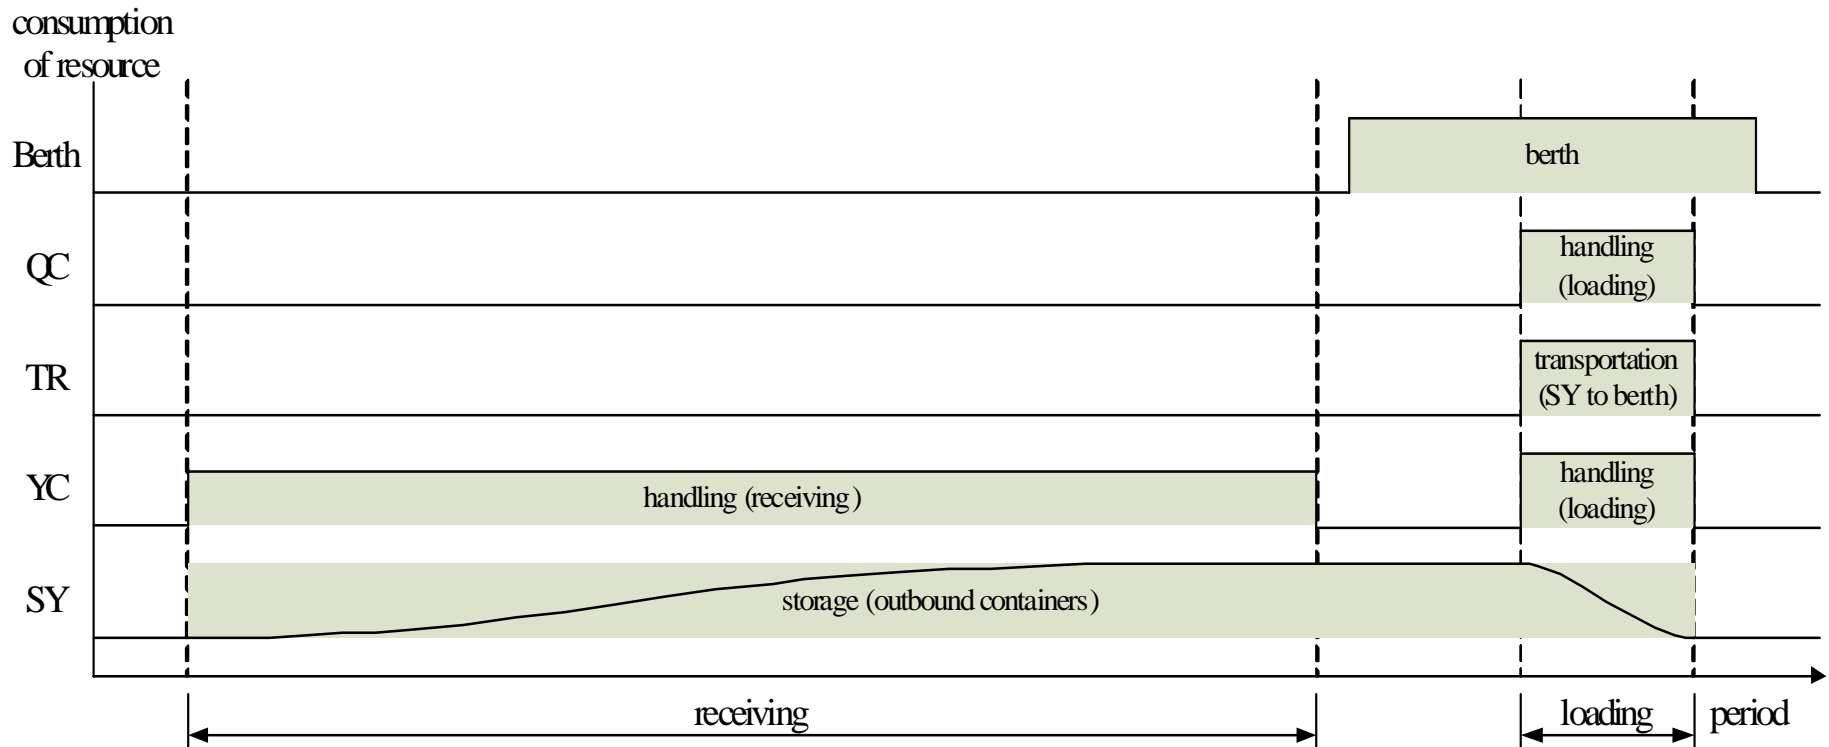 consumption
of resource
Berth
berth
QC
handling
(loading)
TR
transportation
(SY to berth)
YC
handling (receiving)
handling
(loading)
SY
storage (outbound containers)
receiving
loading
period